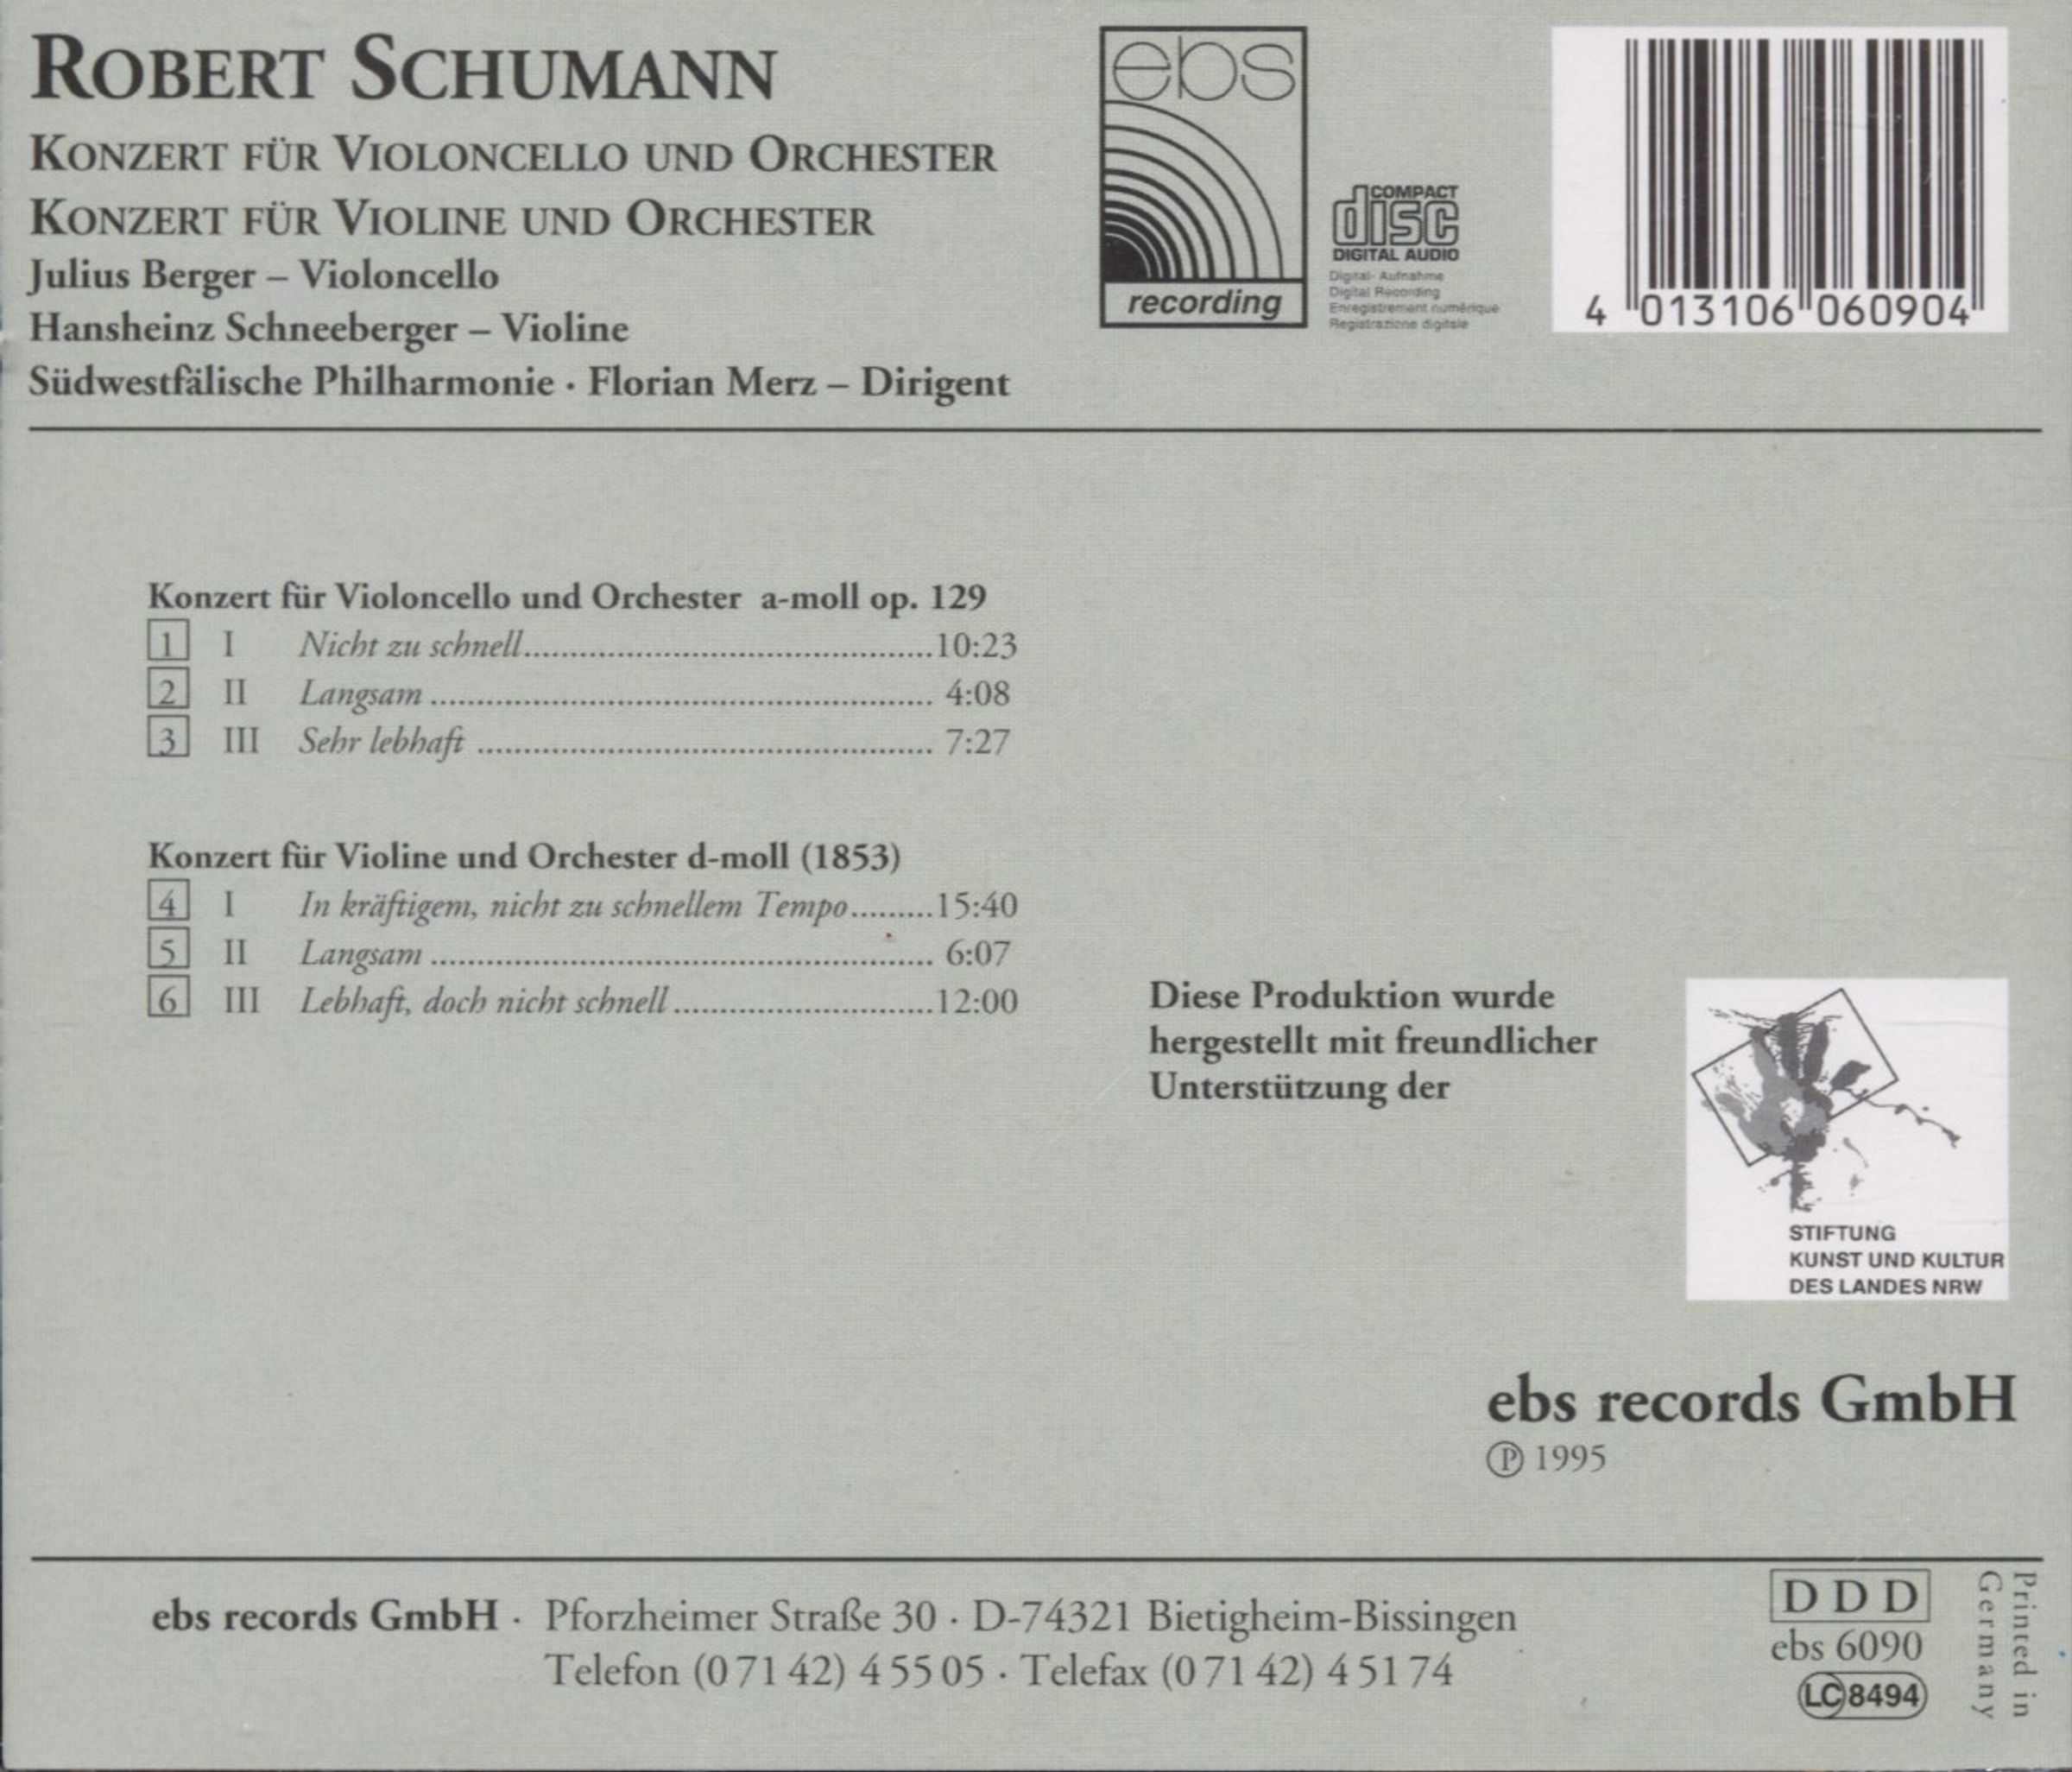 ROBERT SCHUMANN
KONZERT FÜR VIOLONCELLO UND ORCHESTER
KONZERT FÜR VIOLINE UND ORCHESTER
Julius Berger – Violoncello
Hansheinz Schneeberger – Violine
Südwestfälische Philharmonie · Florian Merz – Dirigent
ebs
recording
COMPACT
disc
DIGITAL AUDIO
Digital-Aufnahme
Digital Recording
Enregistrement numérique
Registrazione digitale
4 013106 060904
Konzert für Violoncello und Orchester a-moll op. 129
1 I Nicht zu schnell............................................10:23
2 II Langsam ...................................................... 4:08
3 III Sehr lebhaft ................................................. 7:27
Konzert für Violine und Orchester d-moll (1853)
4 I In kräftigem, nicht zu schnellem Tempo.........15:40
5 II Langsam ...................................................... 6:07
6 III Lebhaft, doch nicht schnell............................12:00
Diese Produktion wurde
hergestellt mit freundlicher
Unterstützung der
STIFTUNG
KUNST UND KULTUR
DES LANDES NRW
ebs records GmbH
Ⓟ 1995
ebs records GmbH · Pforzheimer Straße 30 · D-74321 Bietigheim-Bissingen
Telefon (0 71 42) 4 55 05 · Telefax (0 71 42) 4 51 74
D D D
ebs 6090
LC 8494
Printed in
Germany